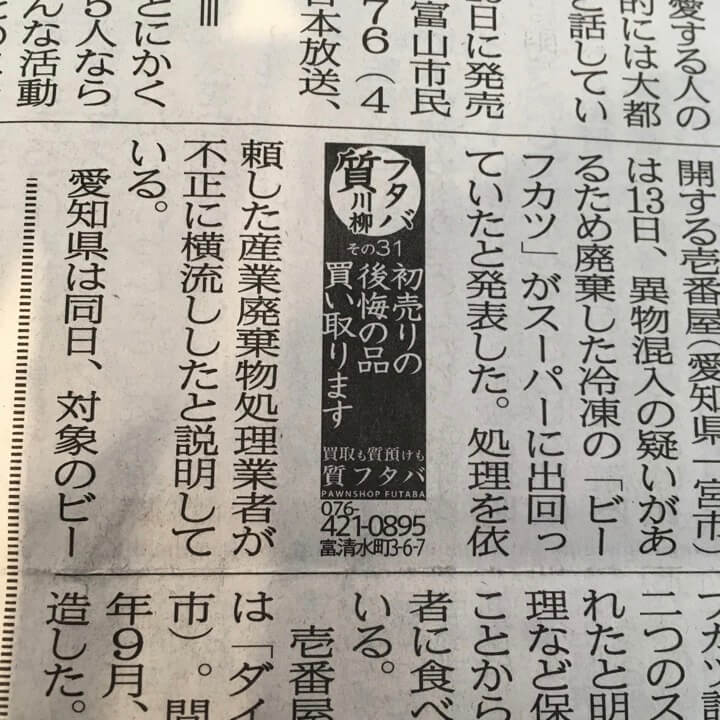 愛する人の
的には大都
と話してい
日に発売
富山市民
76(4
本放送、
とにかく
5人なら
んな活動
開する壱番屋(愛知県一宮市)
は13日、異物混入の疑いがあ
るため廃棄した冷凍の「ビー
フカツ」がスーパーに出回っ
ていたと発表した。処理を依
フタバ
質
川柳
その31
初売りの
後悔の品
買い取ります
買取も質預けも
質フタバ
PAWNSHOP FUTABA
076-
421-0895
富清水町3-6-7
頼した産業廃棄物処理業者が
不正に横流ししたと説明して
いる。
愛知県は同日、対象のビー
フカツ
二つのス
れたと明
理など保
ことから
者に食べ
いる。
壱番屋
は「ダイ
市)。問
年9月、
造した。